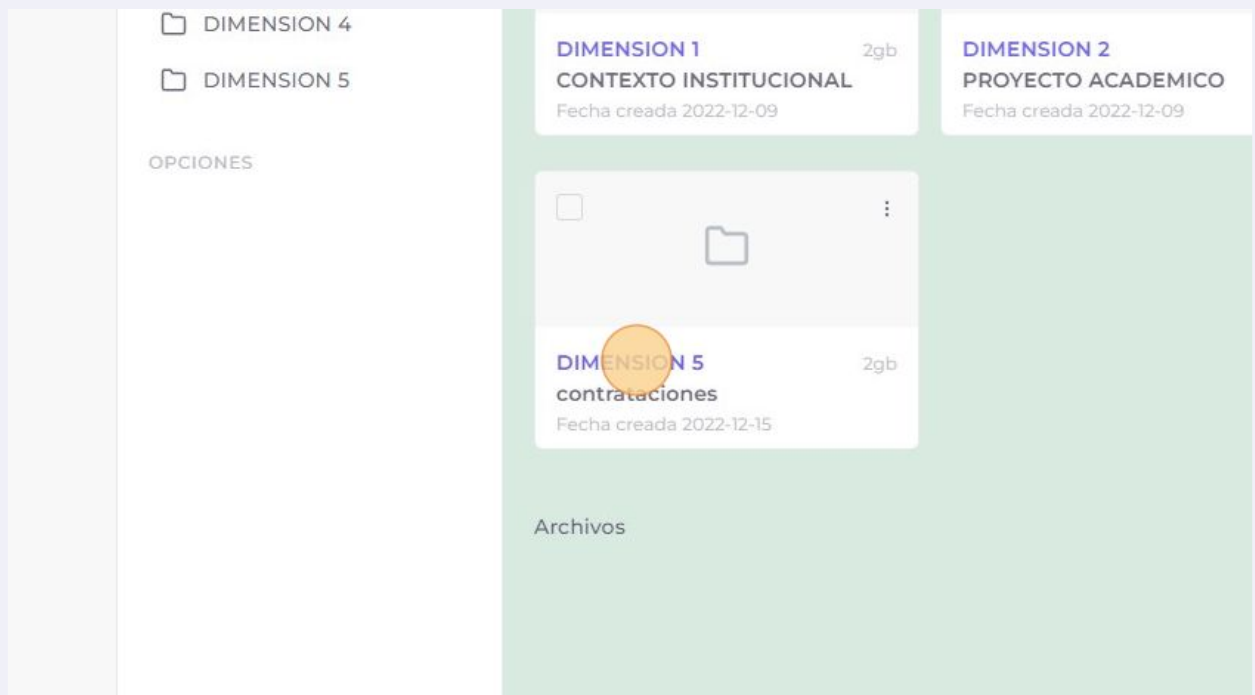 DIMENSION 4
DIMENSION 5
OPCIONES
DIMENSION 1 2gb
CONTEXTO INSTITUCIONAL
Fecha creada 2022-12-09
DIMENSION 2
PROYECTO ACADEMICO
Fecha creada 2022-12-09
DIMENSION 5 2gb
contrataciones
Fecha creada 2022-12-15
Archivos